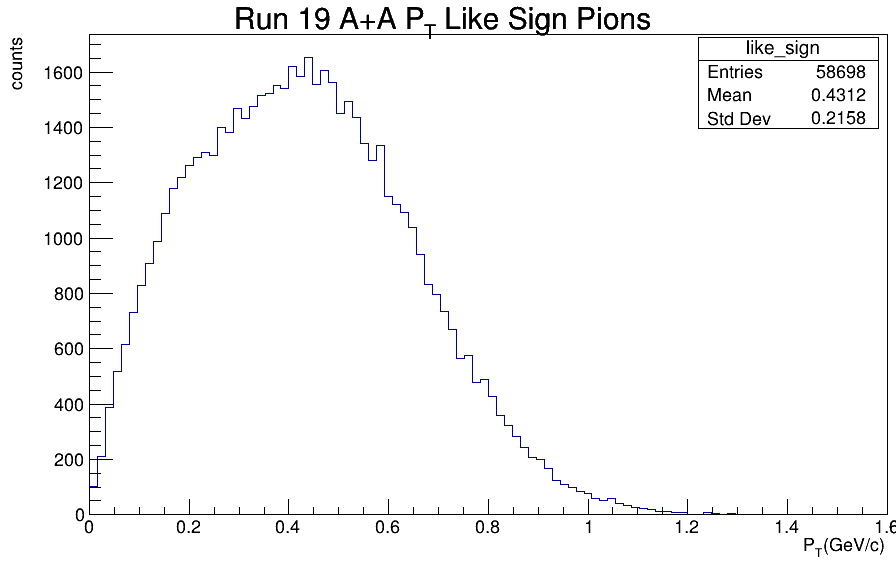 Run 19 A+A P_T Like Sign Pions
counts
like_sign
Entries 58698
Mean 0.4312
Std Dev 0.2158
1600
1400
1200
1000
800
600
400
200
0
0 0.2 0.4 0.6 0.8 1 1.2 1.4 1.6
P_T(GeV/c)